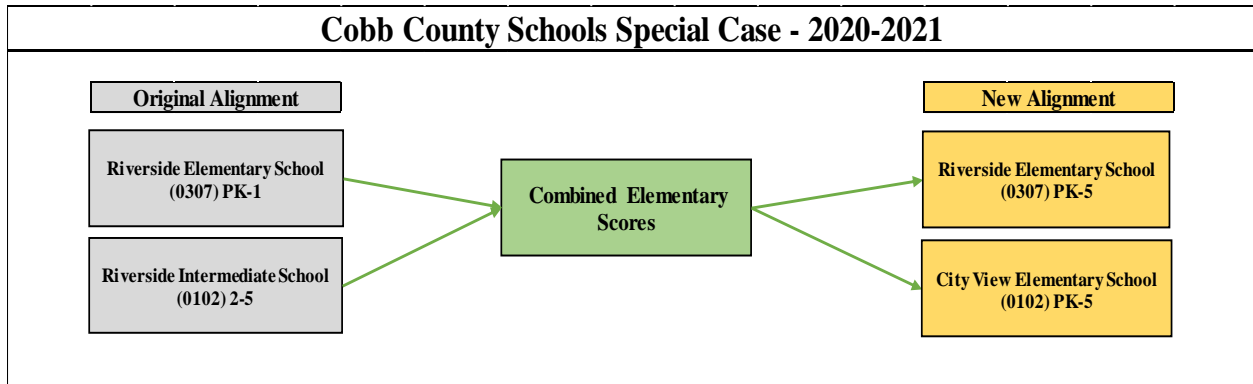 Cobb County Schools Special Case - 2020-2021
Original Alignment
New Alignment
Riverside Elementary School
(0307) PK-1
Riverside Intermediate School
(0102) 2-5
Combined Elementary
Scores
Riverside Elementary School
(0307) PK-5
City View Elementary School
(0102) PK-5